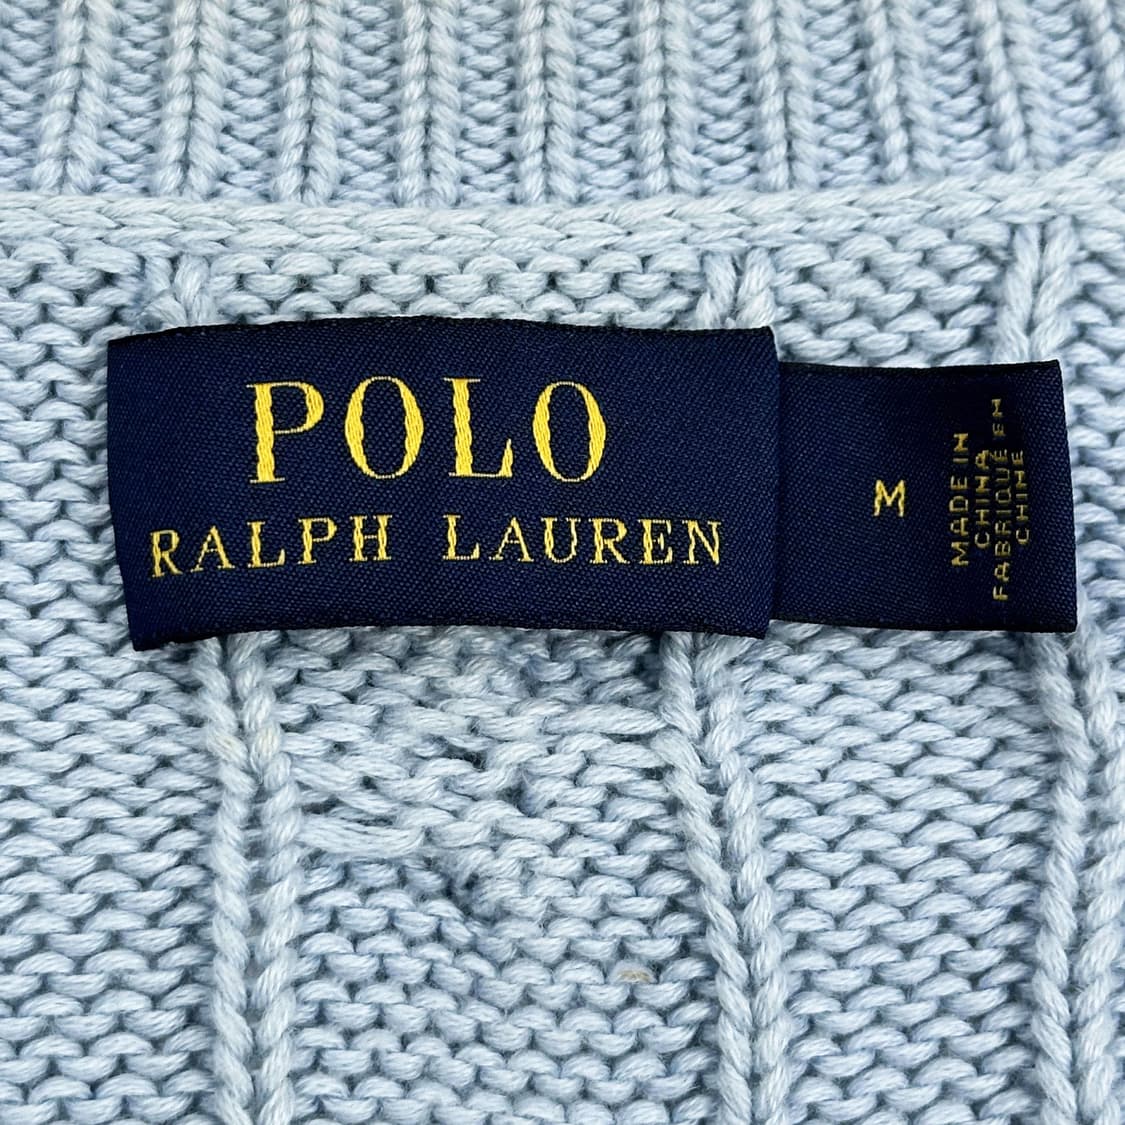 POLO
RALPH LAUREN
M
MADE IN
CHINA
FABRIQUÉ EN
CHINE